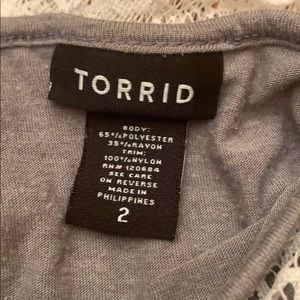 TORRID
BODY:
65%POLYESTER
35%RAYON
TRIM:
100%NYLON
RN# 120684
SEE CARE
ON REVERSE
MADE IN
PHILIPPINES
2